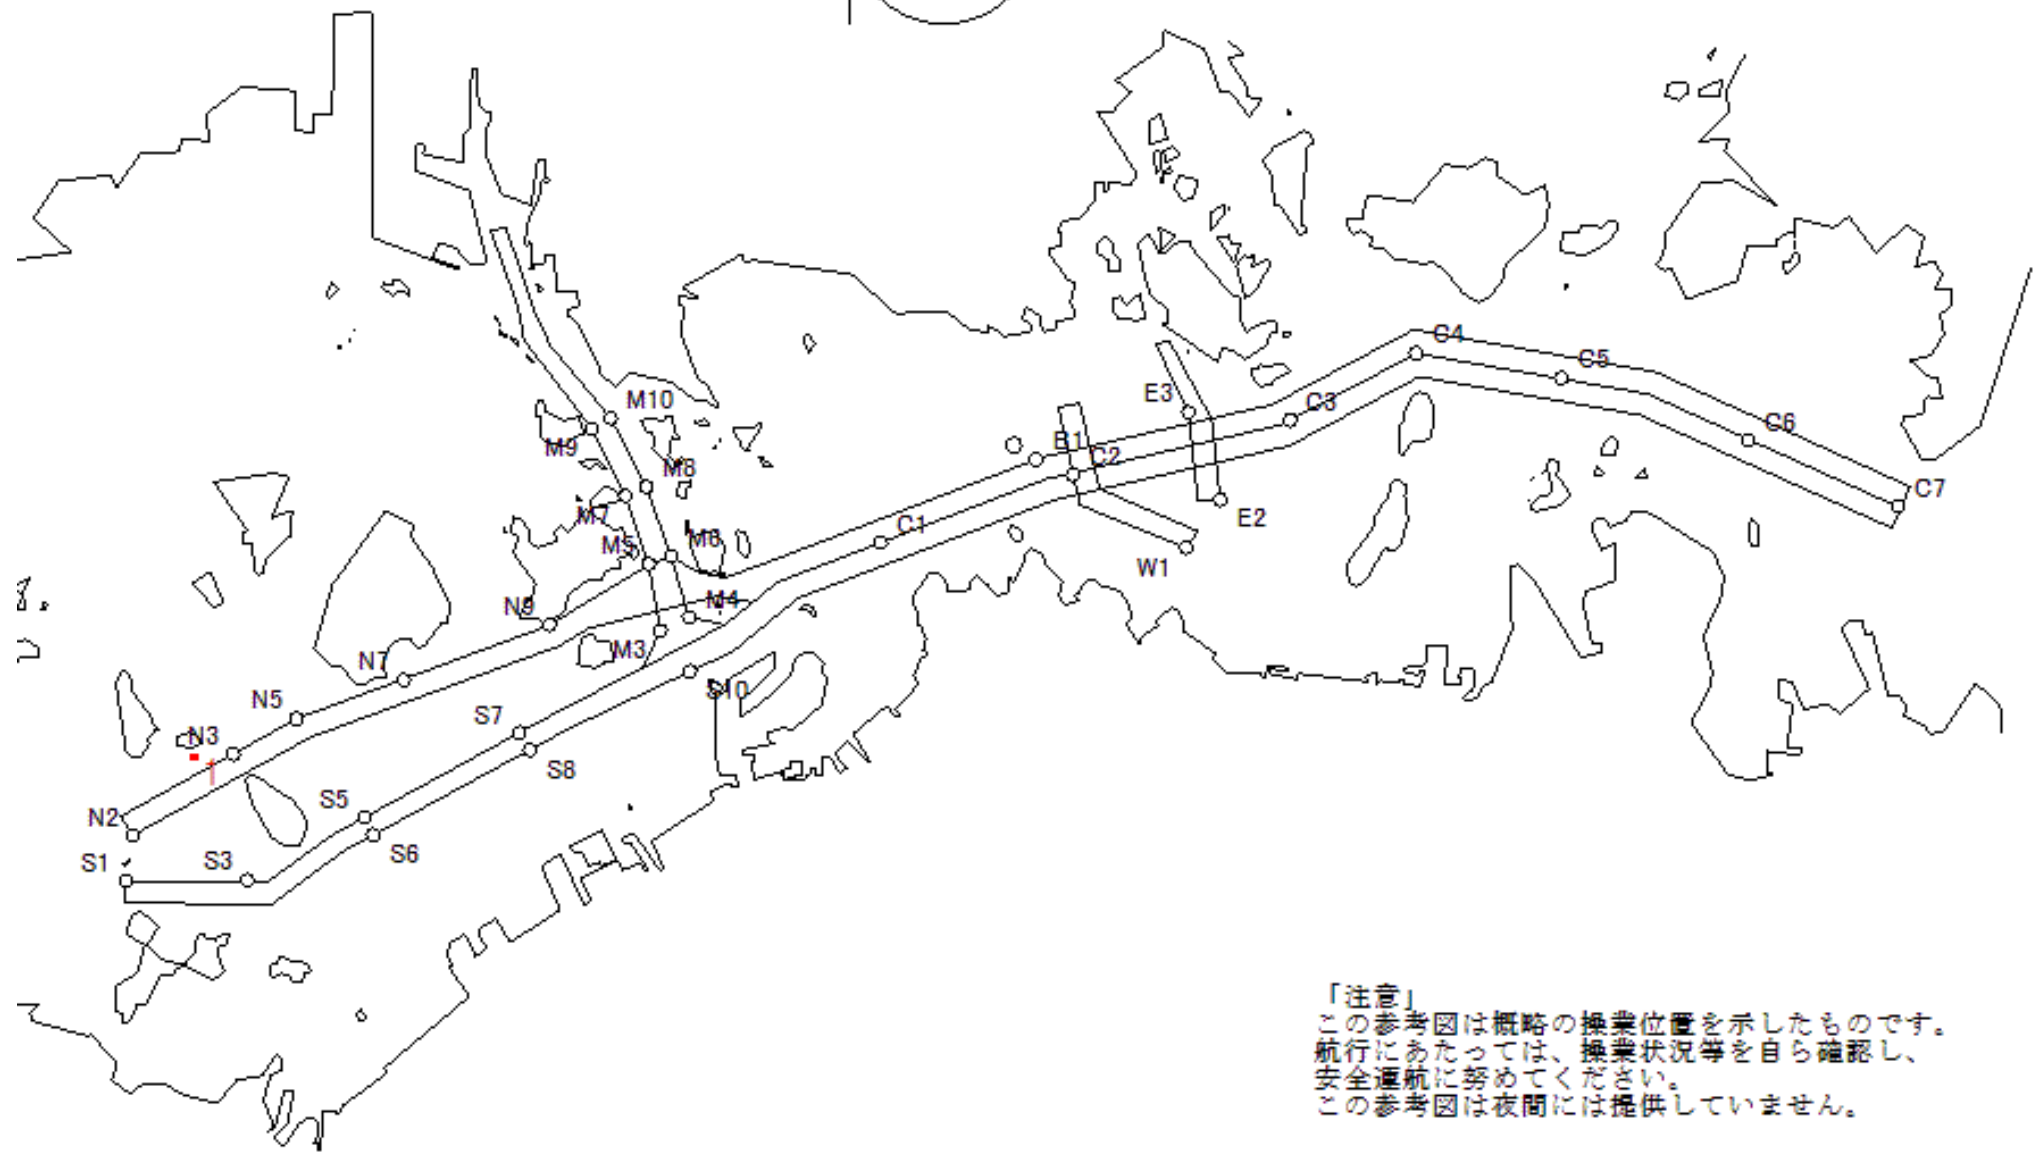 C4
C5
M10
E3
C3
C6
M9
B1
C2
M8
C7
M7
E2
C1
M5
M6
W1
N9
M4
M3
N7
S10
N5
S7
N3
1
S8
S5
N2
S6
S1
S3
「注意」
この参考図は概略の操業位置を示したものです。
航行にあたっては、操業状況等を自ら確認し、
安全運航に努めてください。
この参考図は夜間には提供していません。